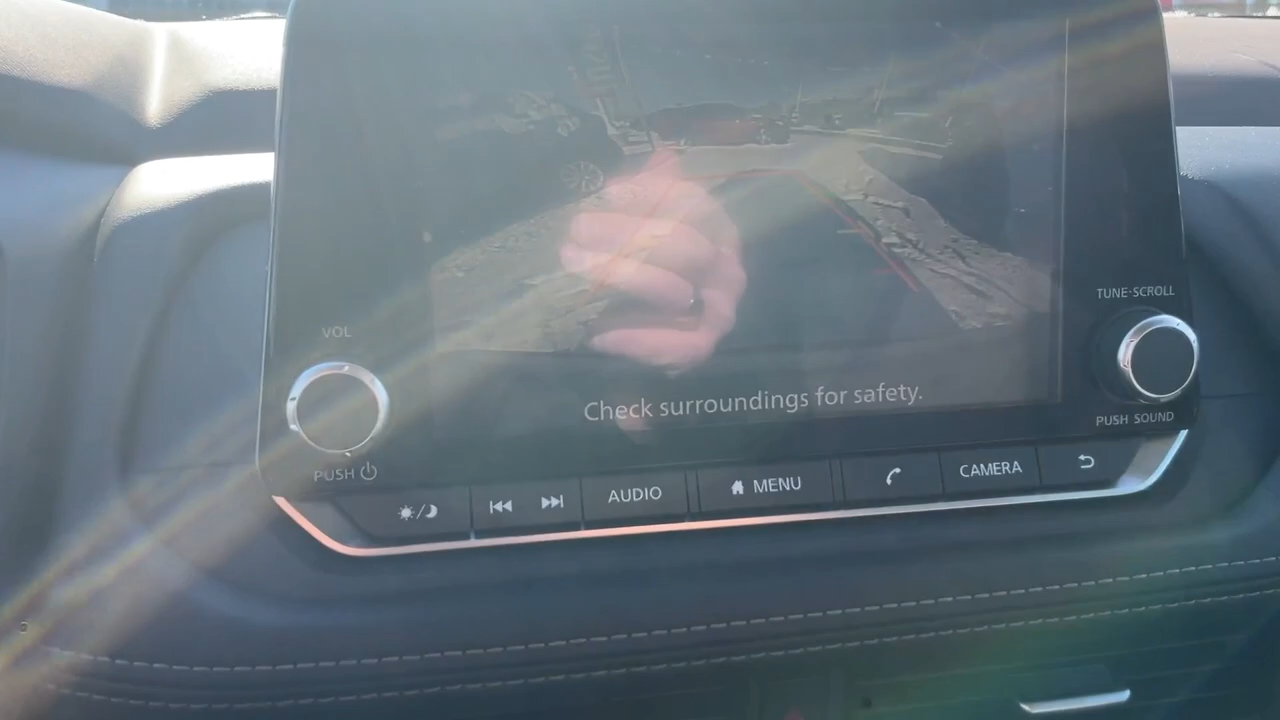 TUNE·SCROLL
VOL
Check surroundings for safety.
PUSH SOUND
PUSH
AUDIO
MENU
CAMERA